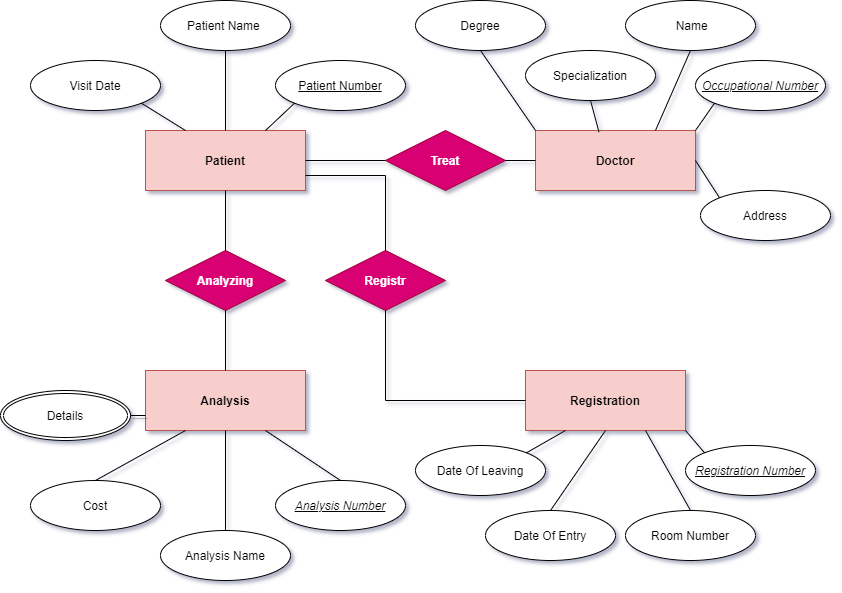 Patient Name
Degree
Name
Visit Date
Patient Number
Specialization
Occupational Number
Patient
Treat
Doctor
Address
Analyzing
Registr
Analysis
Registration
Details
Date Of Leaving
Registration Number
Cost
Analysis Number
Date Of Entry
Room Number
Analysis Name